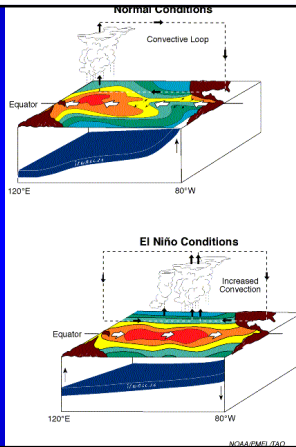 Normal Conditions
Convective Loop
Equator
120°E
80°W
El Niño Conditions
Increased
Convection
Equator
120°E
80°W
NOAA/PMEL/TAO